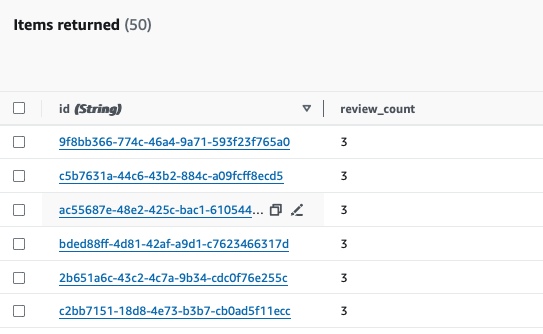 Items returned (50)
id (String) review_count
9f8bb366-774c-46a4-9a71-593f23f765a0 3
c5b7631a-44c6-43b2-884c-a09fcff8ecd5 3
ac55687e-48e2-425c-bac1-610544... 3
bded88ff-4d81-42af-a9d1-c7623466317d 3
2b651a6c-43c2-4c7a-9b34-cdc0f76e255c 3
c2bb7151-18d8-4e73-b3b7-cb0ad5f11ecc 3